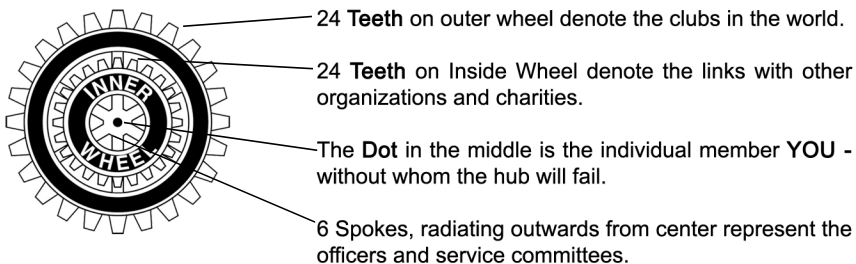 24 Teeth on outer wheel denote the clubs in the world.
24 Teeth on Inside Wheel denote the links with other
organizations and charities.
INNER
WHEEL
The Dot in the middle is the individual member YOU -
without whom the hub will fail.
6 Spokes, radiating outwards from center represent the
officers and service committees.